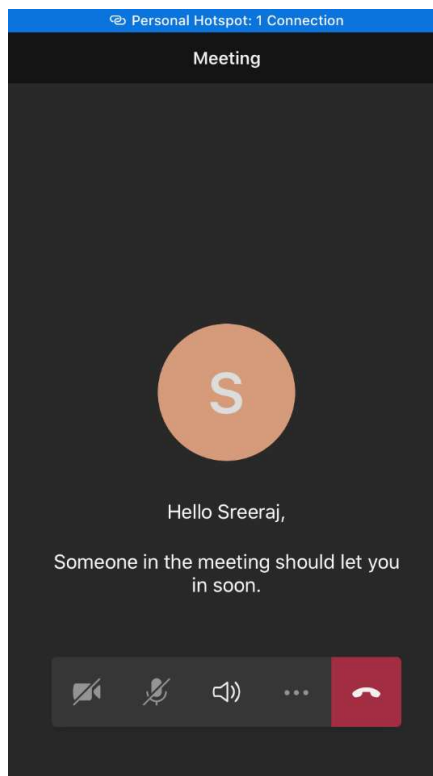 Personal Hotspot: 1 Connection
Meeting
S
Hello Sreeraj,
Someone in the meeting should let you
in soon.